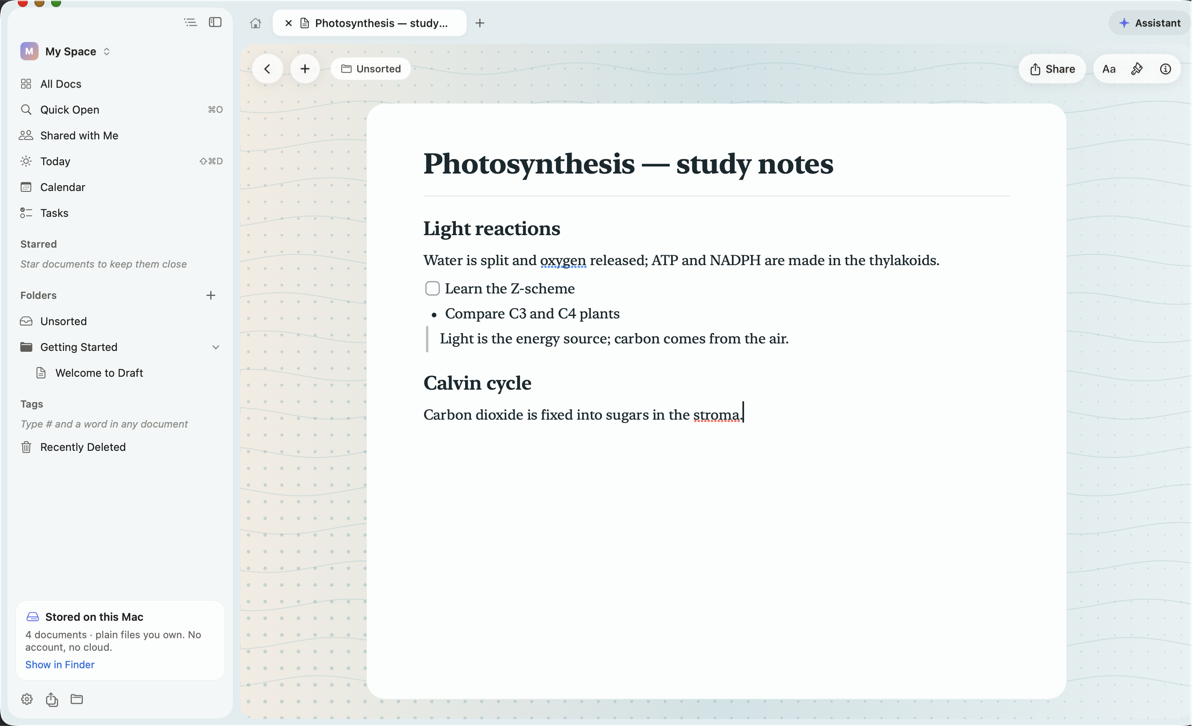 Photosynthesis — study...
Assistant
M My Space
All Docs
Quick Open ⌘O
Shared with Me
Today ⇧⌘D
Calendar
Tasks
Starred
Star documents to keep them close
Folders
Unsorted
Getting Started
Welcome to Draft
Tags
Type # and a word in any document
Recently Deleted
Stored on this Mac
4 documents · plain files you own. No
account, no cloud.
Show in Finder
Unsorted
Share
Aa
Photosynthesis — study notes
Light reactions
Water is split and oxygen released; ATP and NADPH are made in the thylakoids.
Learn the Z-scheme
• Compare C3 and C4 plants
Light is the energy source; carbon comes from the air.
Calvin cycle
Carbon dioxide is fixed into sugars in the stroma.